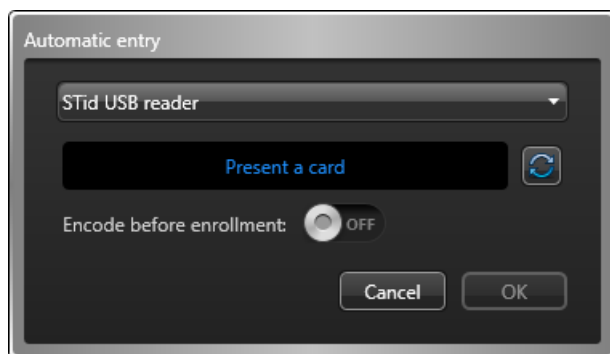 Automatic entry
STid USB reader
Present a card
Encode before enrollment:
OFF
Cancel
OK